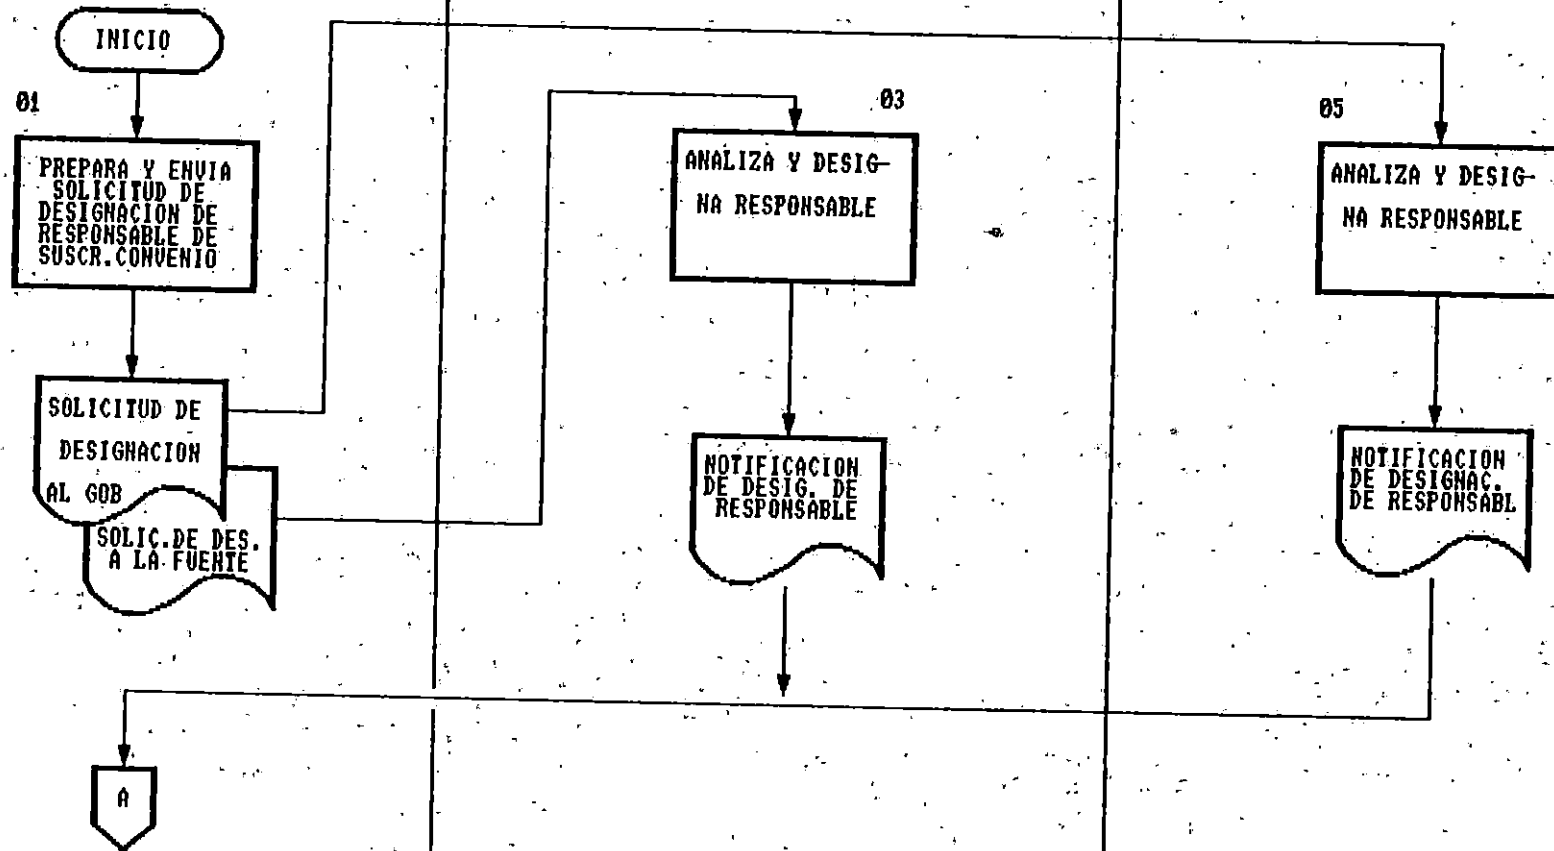 INICIO
01
PREPARA Y ENVIA
SOLICITUD DE
DESIGNACION DE
RESPONSABLE DE
SUSCR.CONVENIO
SOLICITUD DE
DESIGNACION
AL GOB
SOLIC.DE DES.
A LA FUENTE
A
03
ANALIZA Y DESIG-
NA RESPONSABLE
NOTIFICACION
DE DESIG. DE
RESPONSABLE
05
ANALIZA Y DESIG-
NA RESPONSABLE
NOTIFICACION
DE DESIGNAC.
DE RESPONSABL